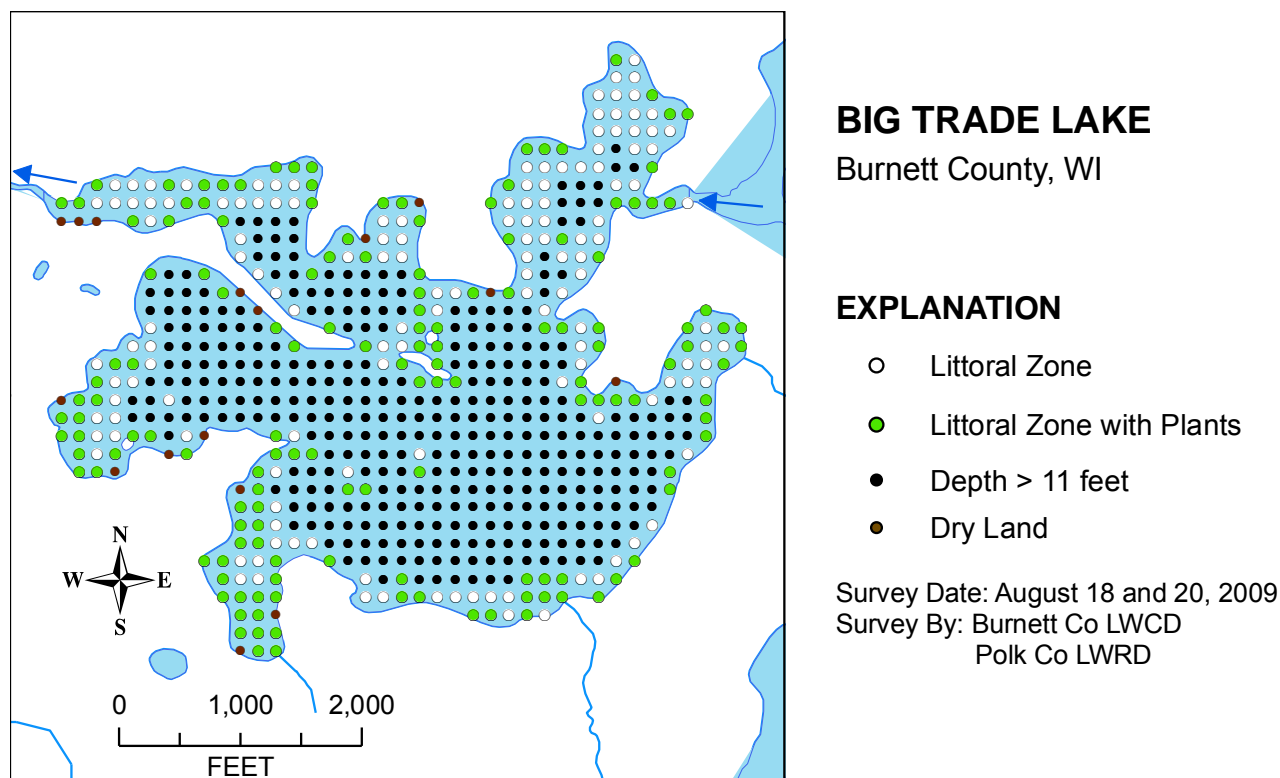 BIG TRADE LAKE
Burnett County, WI
EXPLANATION
Littoral Zone
Littoral Zone with Plants
Depth > 11 feet
Dry Land
Survey Date: August 18 and 20, 2009
Survey By: Burnett Co LWCD
Polk Co LWRD
N
W E
S
0 1,000 2,000
FEET